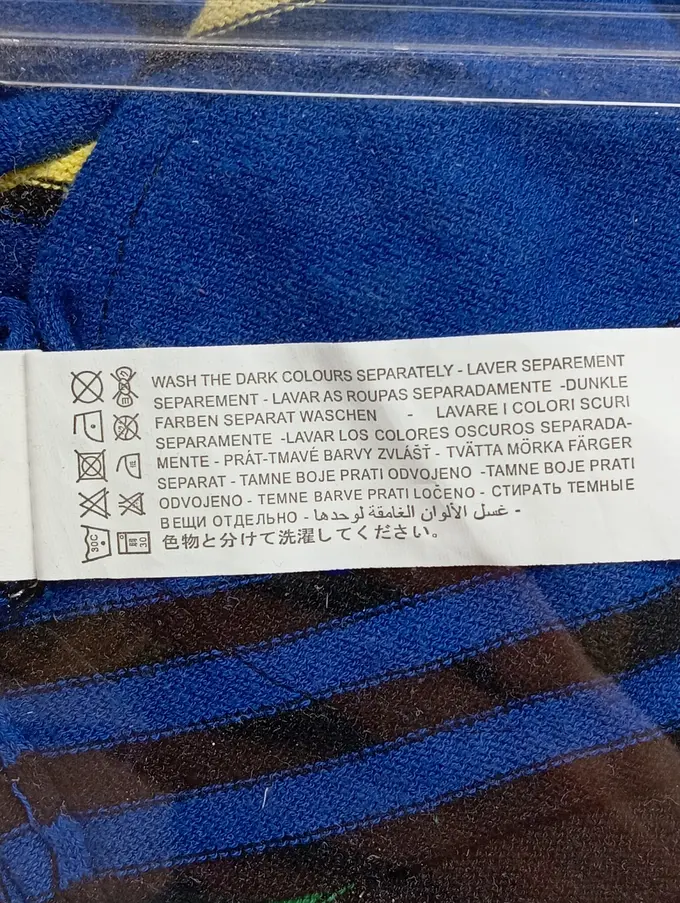 WASH THE DARK COLOURS SEPARATELY - LAVER SEPAREMENT
SEPAREMENT - LAVAR AS ROUPAS SEPARADAMENTE -DUNKLE
FARBEN SEPARAT WASCHEN - LAVARE I COLORI SCURI
SEPARAMENTE -LAVAR LOS COLORES OSCUROS SEPARADA-
MENTE - PRÁT-TMAVÉ BARVY ZVLÁŠŤ - TVÄTTA MÖRKA FÄRGER
SEPARAT - TAMNE BOJE PRATI ODVOJENO -TAMNE BOJE PRATI
ODVOJENO - TEMNE BARVE PRATI LOČENO - СТИРАТЬ ТЕМНЫЕ
ВЕЩИ ОТДЕЛЬНО - غسل الألوان الغامقة لوحدها -
30C 30 色物と分けて洗濯してください。